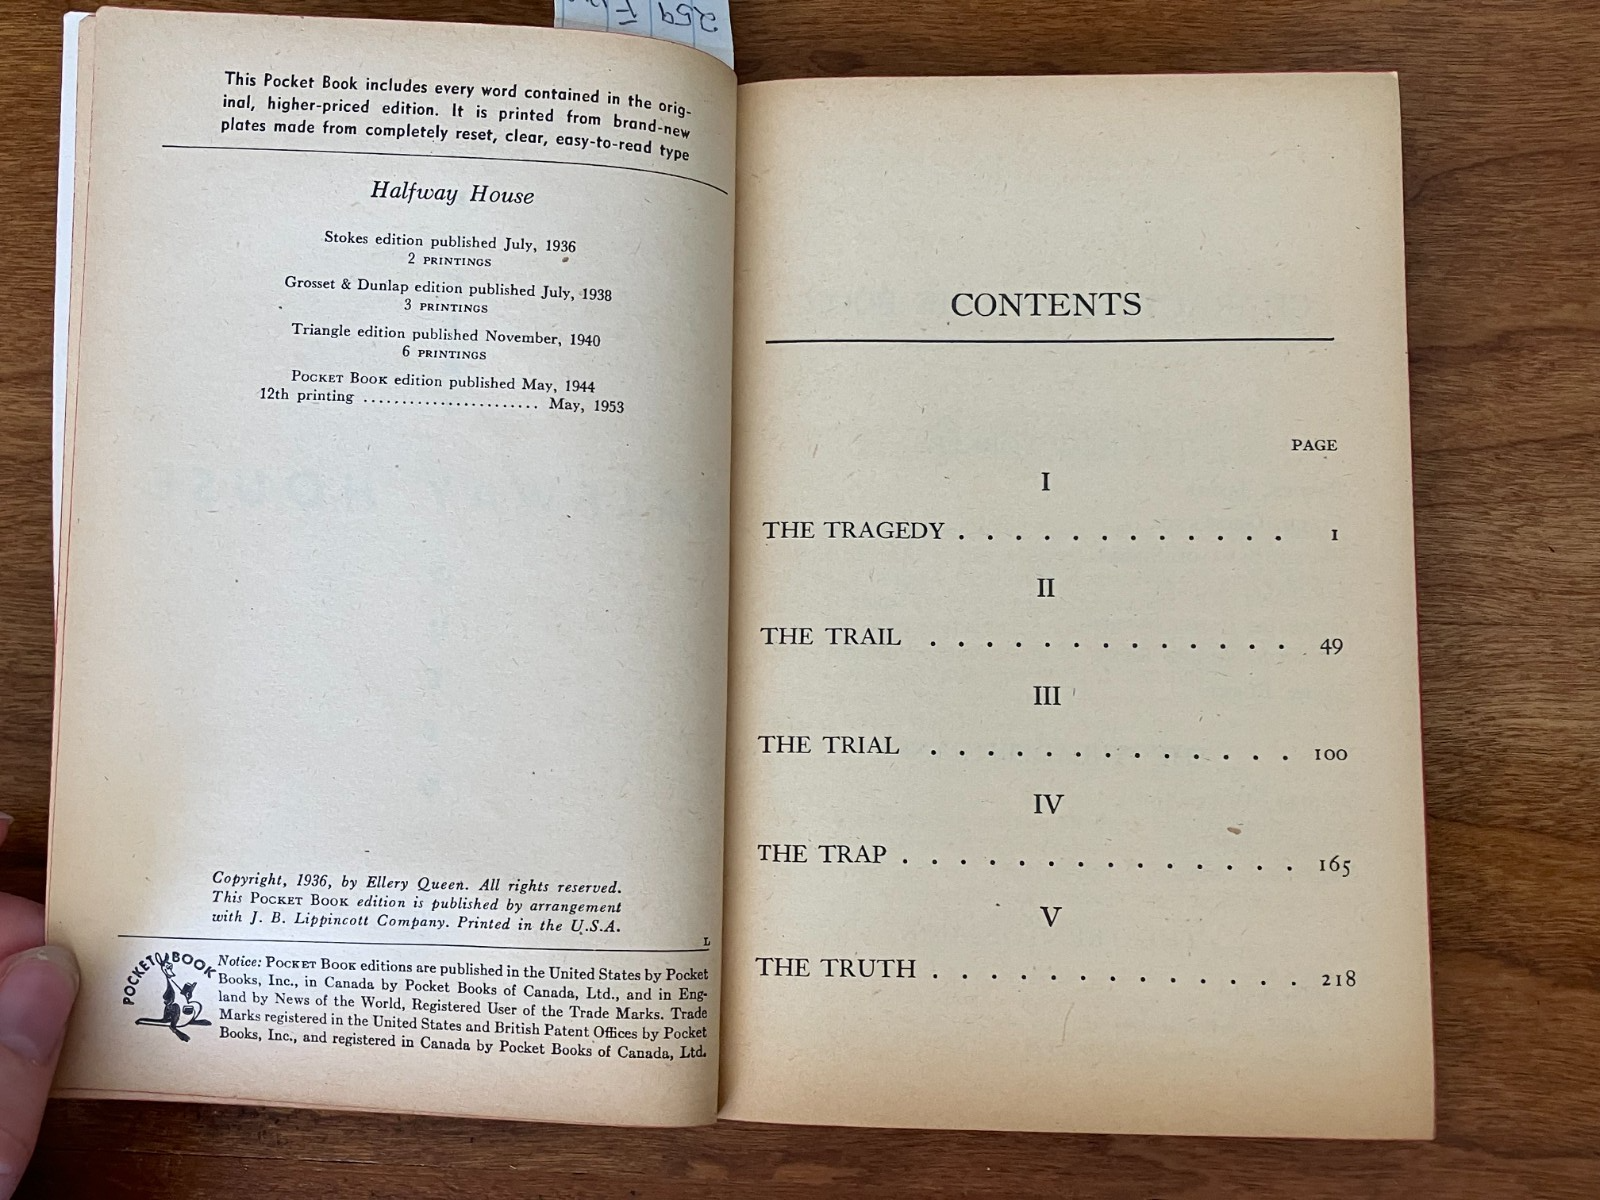 259 F
This Pocket Book includes every word contained in the orig-
inal, higher-priced edition. It is printed from brand-new
plates made from completely reset, clear, easy-to-read type
Halfway House
Stokes edition published July, 1936
2 PRINTINGS
Grosset & Dunlap edition published July, 1938
3 PRINTINGS
Triangle edition published November, 1940
6 PRINTINGS
POCKET BOOK edition published May, 1944
12th printing ....................... May, 1953
Copyright, 1936, by Ellery Queen. All rights reserved.
This POCKET BOOK edition is published by arrangement
with J. B. Lippincott Company. Printed in the U.S.A.
L
POCKET BOOK
Notice: POCKET BOOK editions are published in the United States by Pocket
Books, Inc., in Canada by Pocket Books of Canada, Ltd., and in Eng-
land by News of the World, Registered User of the Trade Marks. Trade
Marks registered in the United States and British Patent Offices by Pocket
Books, Inc., and registered in Canada by Pocket Books of Canada, Ltd.
CONTENTS
PAGE
I
THE TRAGEDY . . . . . . . . . . . . 1
II
THE TRAIL . . . . . . . . . . . . . 49
III
THE TRIAL . . . . . . . . . . . . . 100
IV
THE TRAP . . . . . . . . . . . . . . . 165
V
THE TRUTH . . . . . . . . . . . . . 218